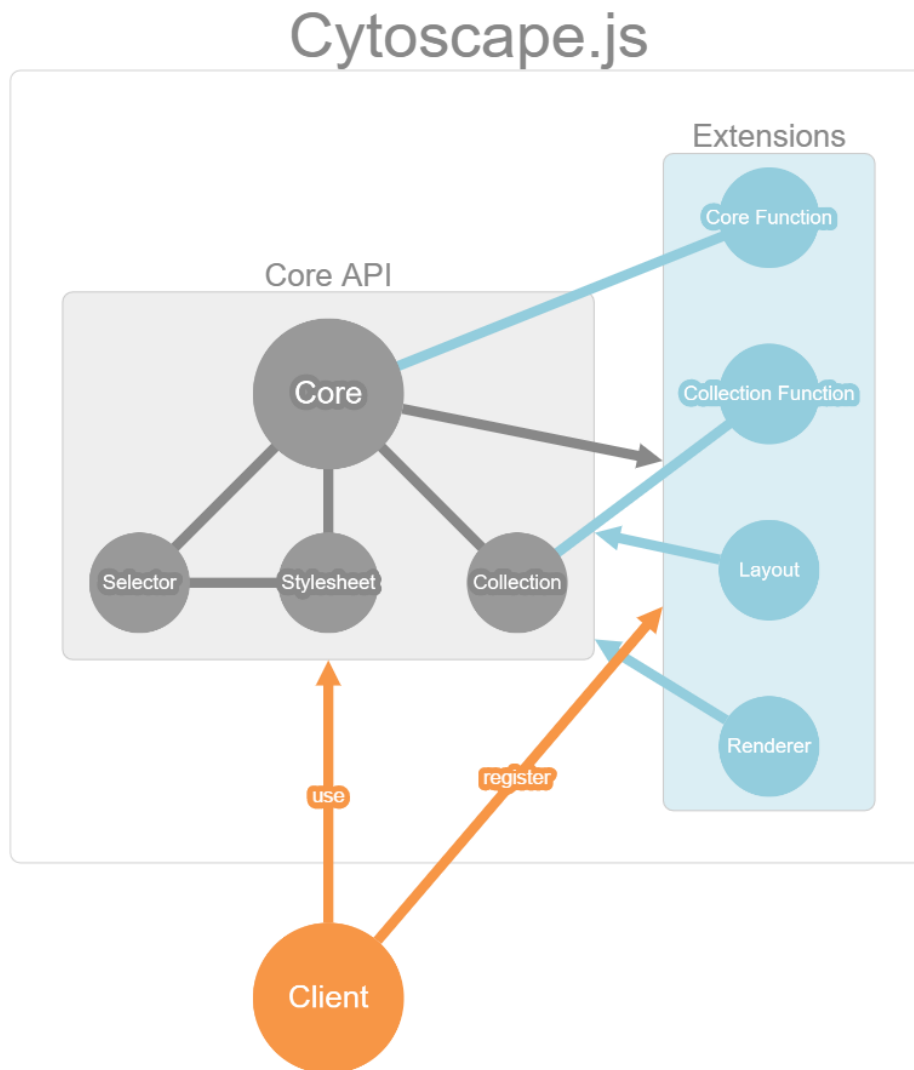 Cytoscape.js
Extensions
Core Function
Core API
Core
Collection Function
Selector
Stylesheet
Collection
Layout
Renderer
register
use
Client